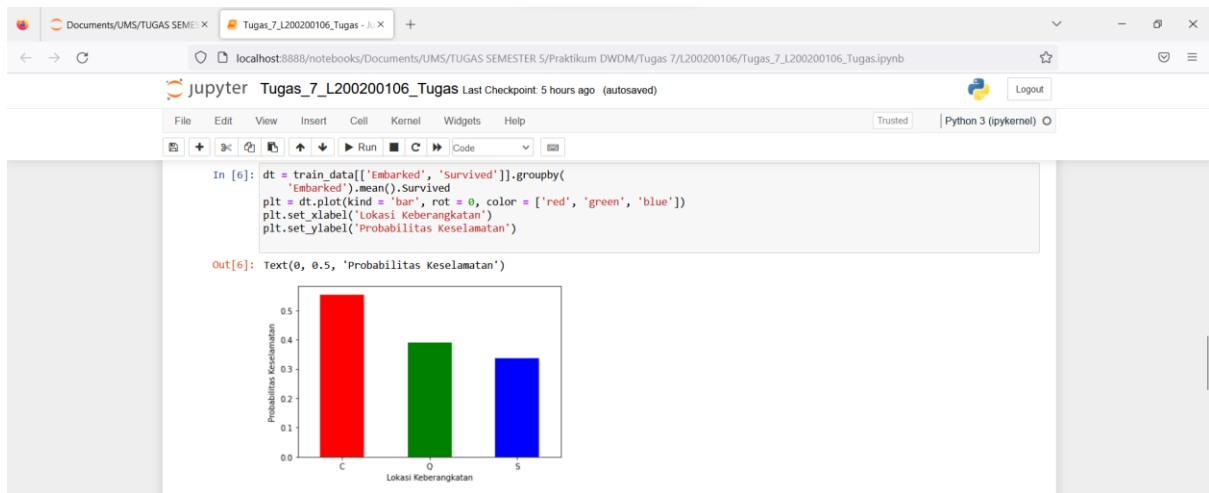 Documents/UMS/TUGAS SEMES
Tugas_7_L200200106_Tugas - Ju
localhost:8888/notebooks/Documents/UMS/TUGAS SEMESTER 5/Praktikum DWDM/Tugas 7/L200200106/Tugas_7_L200200106_Tugas.ipynb
jupyter Tugas_7_L200200106_Tugas Last Checkpoint: 5 hours ago (autosaved)
Logout
File Edit View Insert Cell Kernel Widgets Help Trusted Python 3 (ipykernel)
Run Code
In [6]: dt = train_data[['Embarked', 'Survived']].groupby(
'Embarked').mean().Survived
plt = dt.plot(kind = 'bar', rot = 0, color = ['red', 'green', 'blue'])
plt.set_xlabel('Lokasi Keberangkatan')
plt.set_ylabel('Probabilitas Keselamatan')
Out[6]: Text(0, 0.5, 'Probabilitas Keselamatan')
Probabilitas Keselamatan
0.5
0.4
0.3
0.2
0.1
0.0
C Q S
Lokasi Keberangkatan